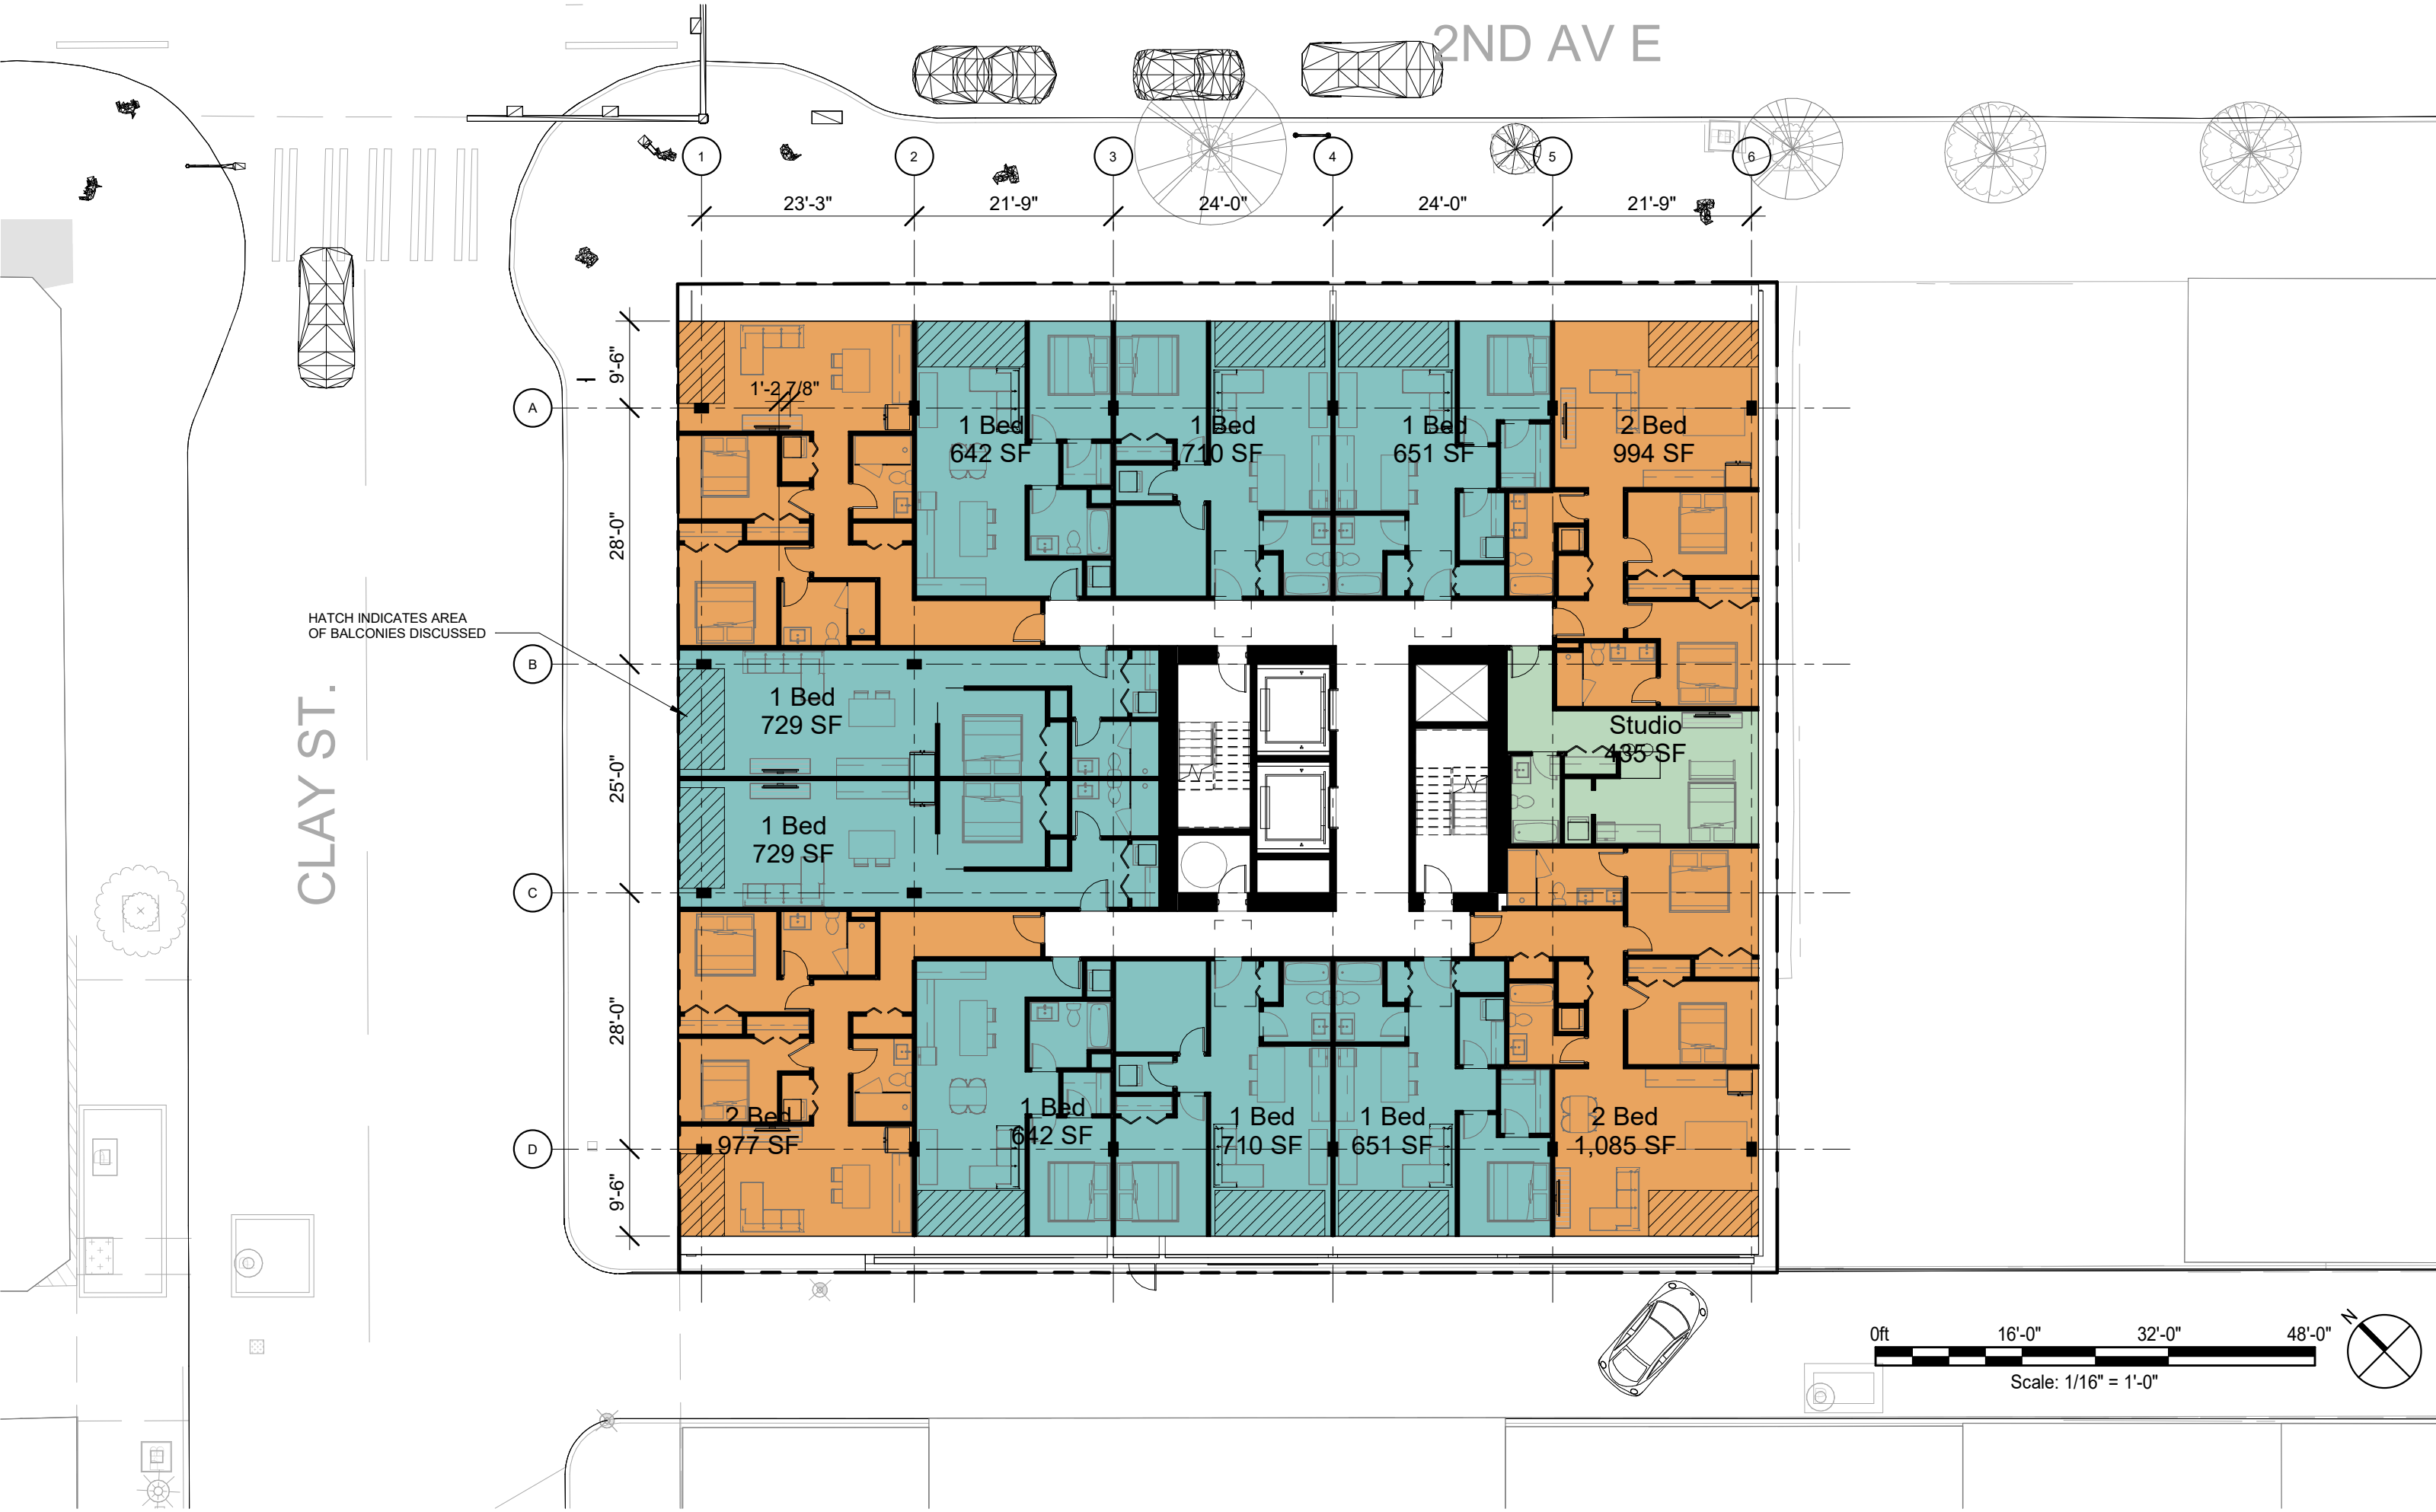 2ND AV E
1
2
3
4
5
6
23'-3"
21'-9"
24'-0"
24'-0"
21'-9"
9'-6"
A
1'-2 7/8"
1 Bed
642 SF
1 Bed
710 SF
1 Bed
651 SF
2 Bed
994 SF
28'-0"
HATCH INDICATES AREA
OF BALCONIES DISCUSSED
B
1 Bed
729 SF
Studio
435 SF
CLAY ST.
25'-0"
1 Bed
729 SF
C
28'-0"
2 Bed
977 SF
1 Bed
642 SF
1 Bed
710 SF
1 Bed
651 SF
2 Bed
1,085 SF
D
9'-6"
0ft
16'-0"
32'-0"
48'-0"
N
Scale: 1/16" = 1'-0"